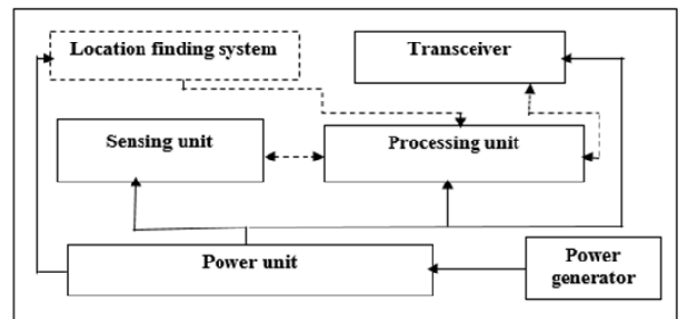 Location finding system
Transceiver
Sensing unit
Processing unit
Power unit
Power
generator